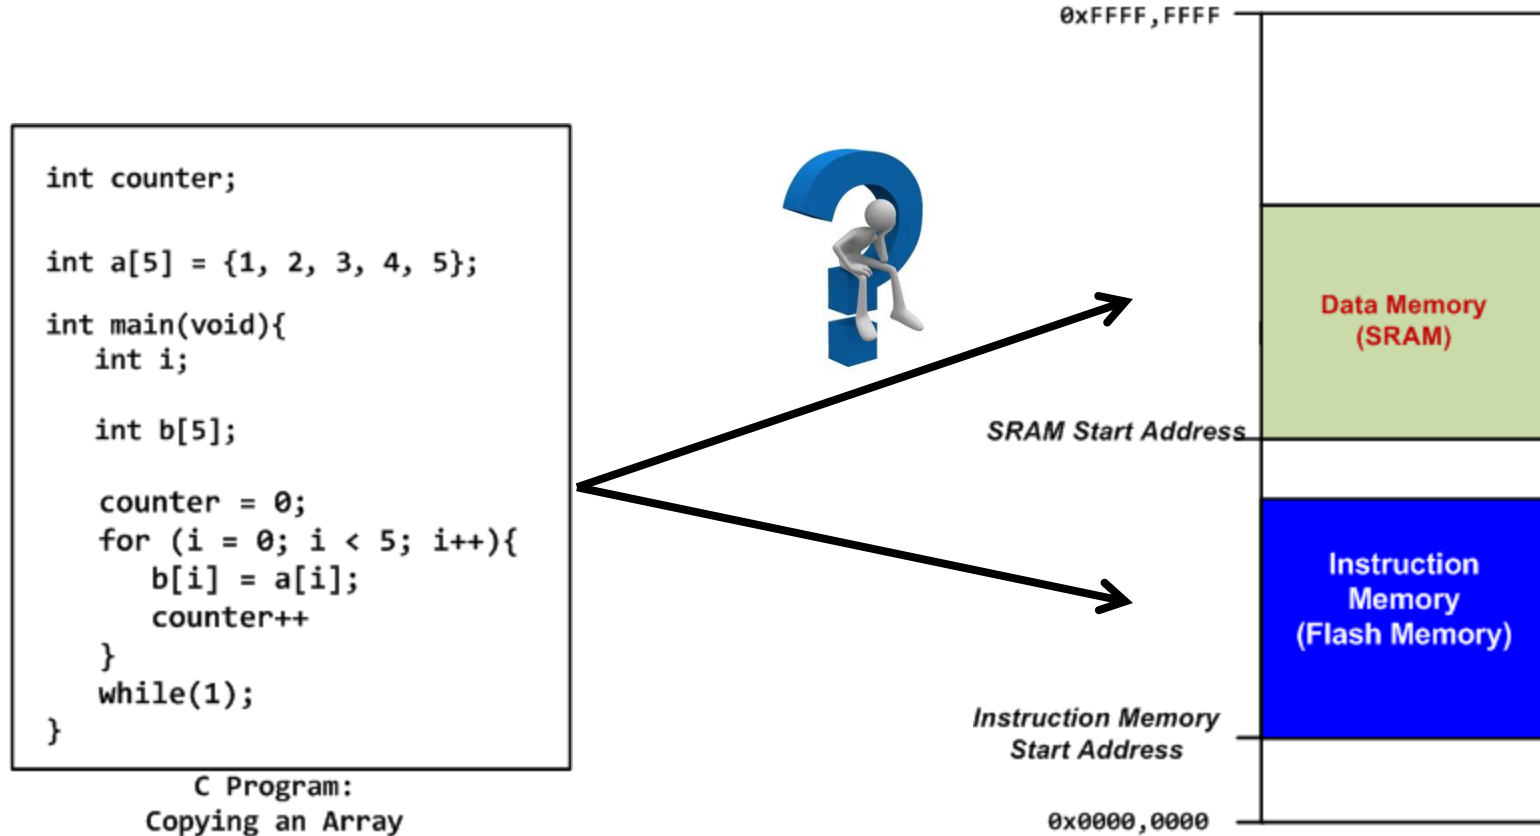 int counter;
int a[5] = {1, 2, 3, 4, 5};
int main(void){
int i;
int b[5];
counter = 0;
for (i = 0; i < 5; i++){
b[i] = a[i];
counter++
}
while(1);
}
C Program:
Copying an Array
0xFFFF,FFFF
Data Memory
(SRAM)
SRAM Start Address
Instruction
Memory
(Flash Memory)
Instruction Memory
Start Address
0x0000,0000